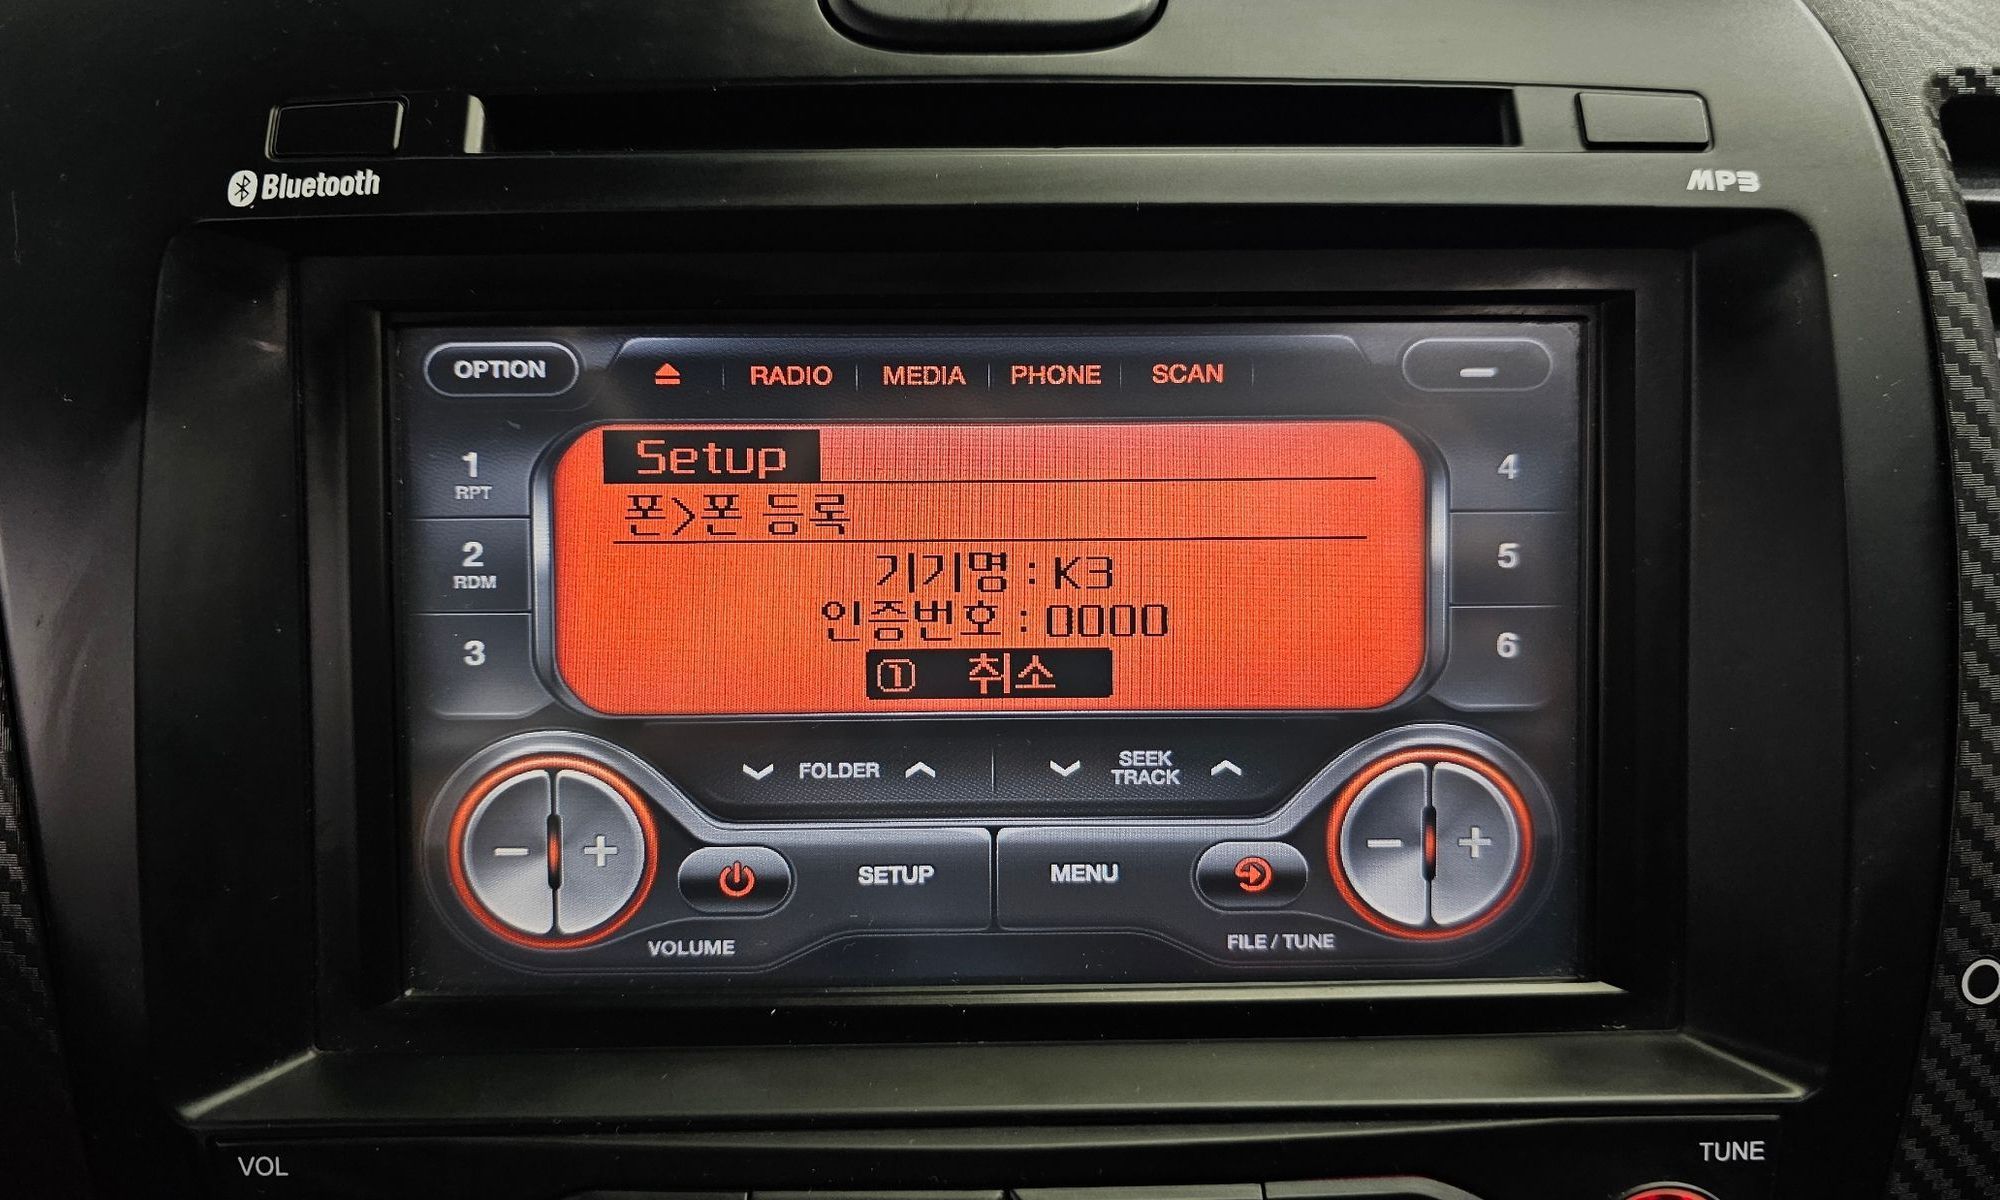 Bluetooth
MP3
OPTION
RADIO
MEDIA
PHONE
SCAN
1
RPT
2
RDM
3
Setup
폰>폰 등록
기기명 : K3
인증번호 : 0000
① 취소
4
5
6
FOLDER
SEEK
TRACK
SETUP
MENU
VOLUME
FILE / TUNE
VOL
TUNE